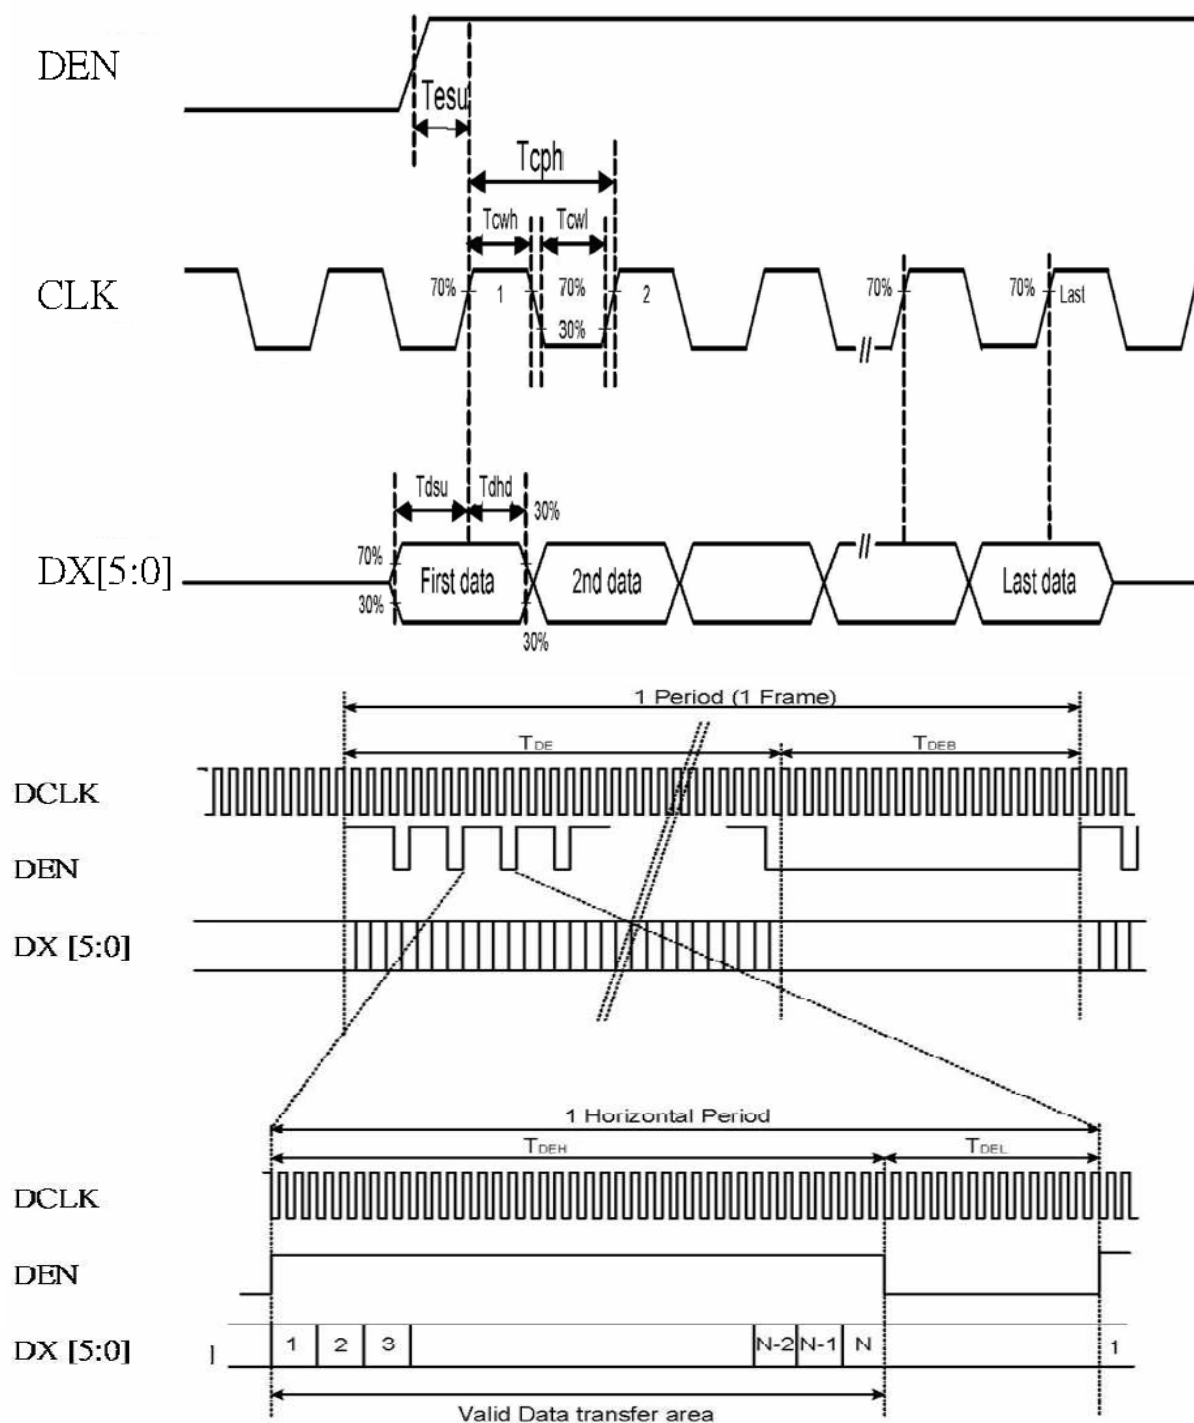 DEN
Tesu
Tcph
Tcwh Tcwl
CLK
70% 1 70% 2 70% 70% Last
30%
//
Tdsu Tdhd
30%
DX[5:0]
70%
First data 2nd data // Last data
30%
30%
1 Period (1 Frame)
TDE TDEB
DCLK
DEN
DX [5:0]
1 Horizontal Period
TDEH TDEL
DCLK
DEN
DX [5:0] 1 2 3 N-2 N-1 N 1
Valid Data transfer area